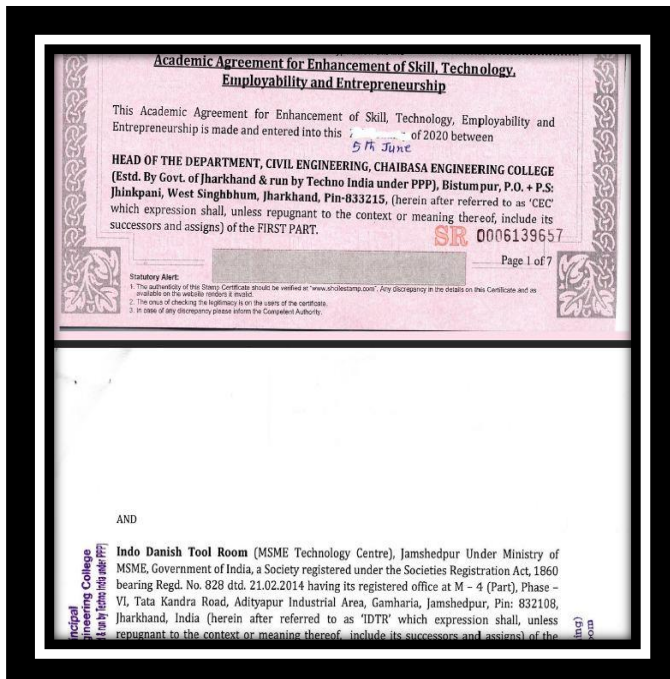 Academic Agreement for Enhancement of Skill, Technology,
Employability and Entrepreneurship
This Academic Agreement for Enhancement of Skill, Technology, Employability and
Entrepreneurship is made and entered into this of 2020 between
5th June
HEAD OF THE DEPARTMENT, CIVIL ENGINEERING, CHAIBASA ENGINEERING COLLEGE
(Estd. By Govt. of Jharkhand & run by Techno India under PPP), Bistumpur, P.O. + P.S:
Jhinkpani, West Singhbhum, Jharkhand, Pin-833215, (herein after referred to as 'CEC'
which expression shall, unless repugnant to the context or meaning thereof, include its
successors and assigns) of the FIRST PART.
SR 0006139657
Page 1 of 7
Statutory Alert:
1. The authenticity of this Stamp Certificate should be verified at "www.shcilestamp.com". Any discrepancy in the details on this Certificate and as
available on the website renders it invalid.
2. The onus of checking the legitimacy is on the users of the certificate.
3. In case of any discrepancy please inform the Competent Authority.
AND
Indo Danish Tool Room (MSME Technology Centre), Jamshedpur Under Ministry of
MSME, Government of India, a Society registered under the Societies Registration Act, 1860
bearing Regd. No. 828 dtd. 21.02.2014 having its registered office at M – 4 (Part), Phase –
VI, Tata Kandra Road, Adityapur Industrial Area, Gamharia, Jamshedpur, Pin: 832108,
Jharkhand, India (herein after referred to as 'IDTR' which expression shall, unless
repugnant to the context or meaning thereof, include its successors and assigns) of the
ncipal
gineering College
& run by Techno India under PPP)
ing)
oom